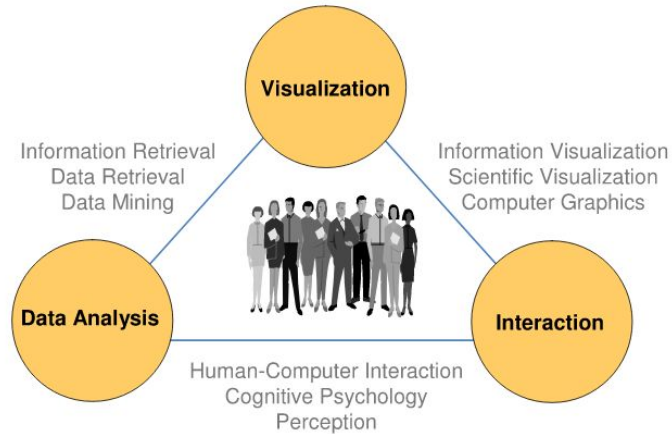 Visualization
Information Retrieval
Data Retrieval
Data Mining
Information Visualization
Scientific Visualization
Computer Graphics
Data Analysis
Interaction
Human-Computer Interaction
Cognitive Psychology
Perception